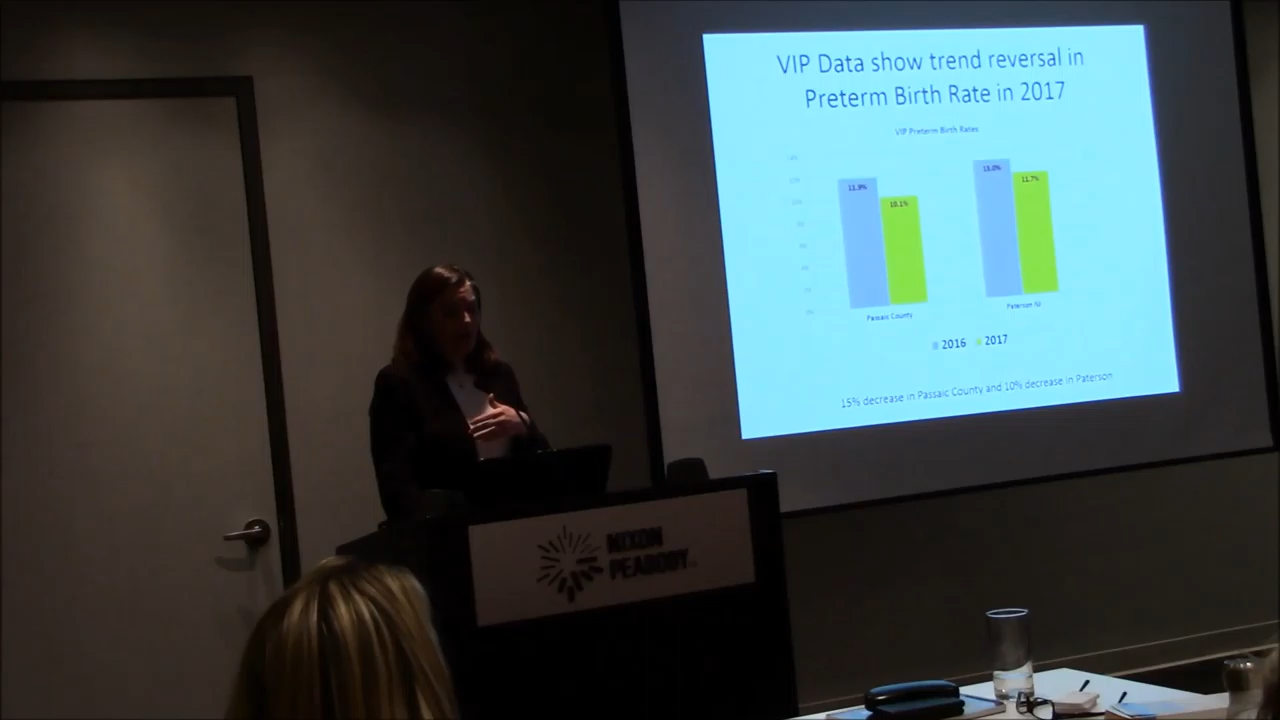 VIP Data show trend reversal in
Preterm Birth Rate in 2017
VIP Preterm Birth Rates
11.9%
10.1%
13.0%
11.7%
Passaic County
Paterson NJ
2016 2017
15% decrease in Passaic County and 10% decrease in Paterson
NIXON
PEABODY